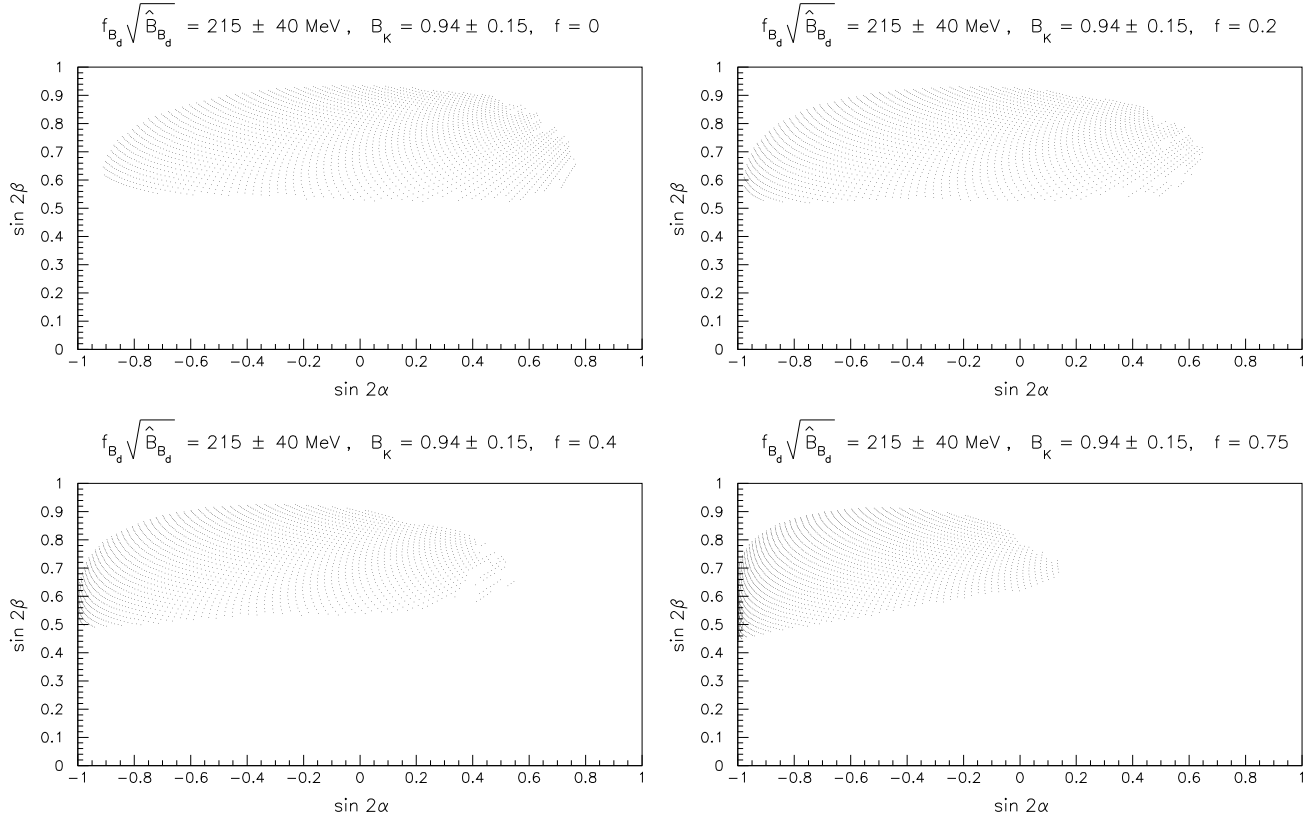 f_{B_d} √B̂_{B_d} = 215 ± 40 MeV , B_K = 0.94 ± 0.15, f = 0
1
0.9
0.8
0.7
0.6
0.5
0.4
0.3
0.2
0.1
0
sin 2β
−1 −0.8 −0.6 −0.4 −0.2 0 0.2 0.4 0.6 0.8 1
sin 2α
f_{B_d} √B̂_{B_d} = 215 ± 40 MeV , B_K = 0.94 ± 0.15, f = 0.2
1
0.9
0.8
0.7
0.6
0.5
0.4
0.3
0.2
0.1
0
sin 2β
−1 −0.8 −0.6 −0.4 −0.2 0 0.2 0.4 0.6 0.8 1
sin 2α
f_{B_d} √B̂_{B_d} = 215 ± 40 MeV , B_K = 0.94 ± 0.15, f = 0.4
1
0.9
0.8
0.7
0.6
0.5
0.4
0.3
0.2
0.1
0
sin 2β
−1 −0.8 −0.6 −0.4 −0.2 0 0.2 0.4 0.6 0.8 1
sin 2α
f_{B_d} √B̂_{B_d} = 215 ± 40 MeV , B_K = 0.94 ± 0.15, f = 0.75
1
0.9
0.8
0.7
0.6
0.5
0.4
0.3
0.2
0.1
0
sin 2β
−1 −0.8 −0.6 −0.4 −0.2 0 0.2 0.4 0.6 0.8 1
sin 2α